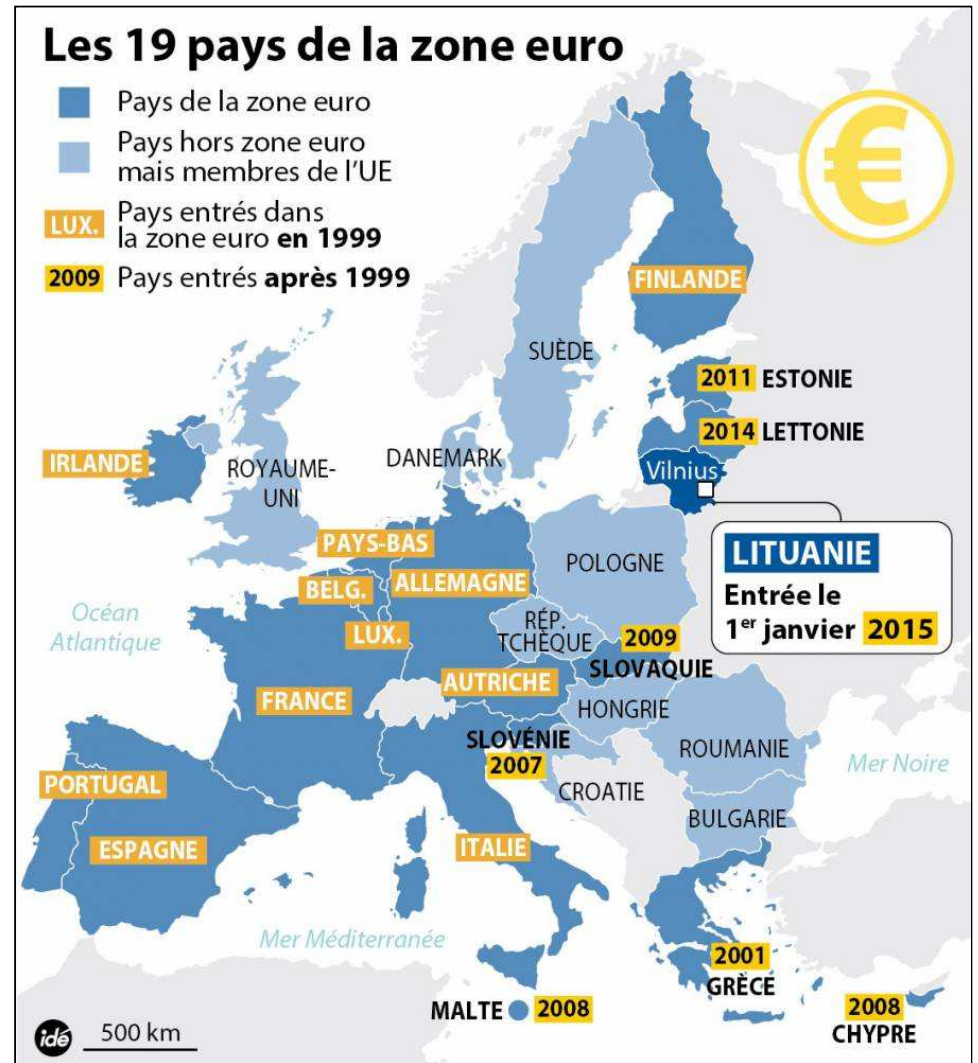 Les 19 pays de la zone euro
Pays de la zone euro
Pays hors zone euro
mais membres de l'UE
LUX.
Pays entrés dans
la zone euro en 1999
2009
Pays entrés après 1999
€
FINLANDE
SUÈDE
2011 ESTONIE
2014 LETTONIE
Vilnius
IRLANDE
ROYAUME-
UNI
DANEMARK
PAYS-BAS
BELG.
ALLEMAGNE
POLOGNE
LITUANIE
Entrée le
1er janvier 2015
Océan
Atlantique
LUX.
RÉP.
TCHÈQUE
2009
SLOVAQUIE
AUTRICHE
FRANCE
HONGRIE
SLOVÉNIE
2007
ROUMANIE
Mer Noire
CROATIE
BULGARIE
PORTUGAL
ESPAGNE
ITALIE
Mer Méditerranée
2001
GRÈCE
MALTE 2008
2008
CHYPRE
idé
500 km